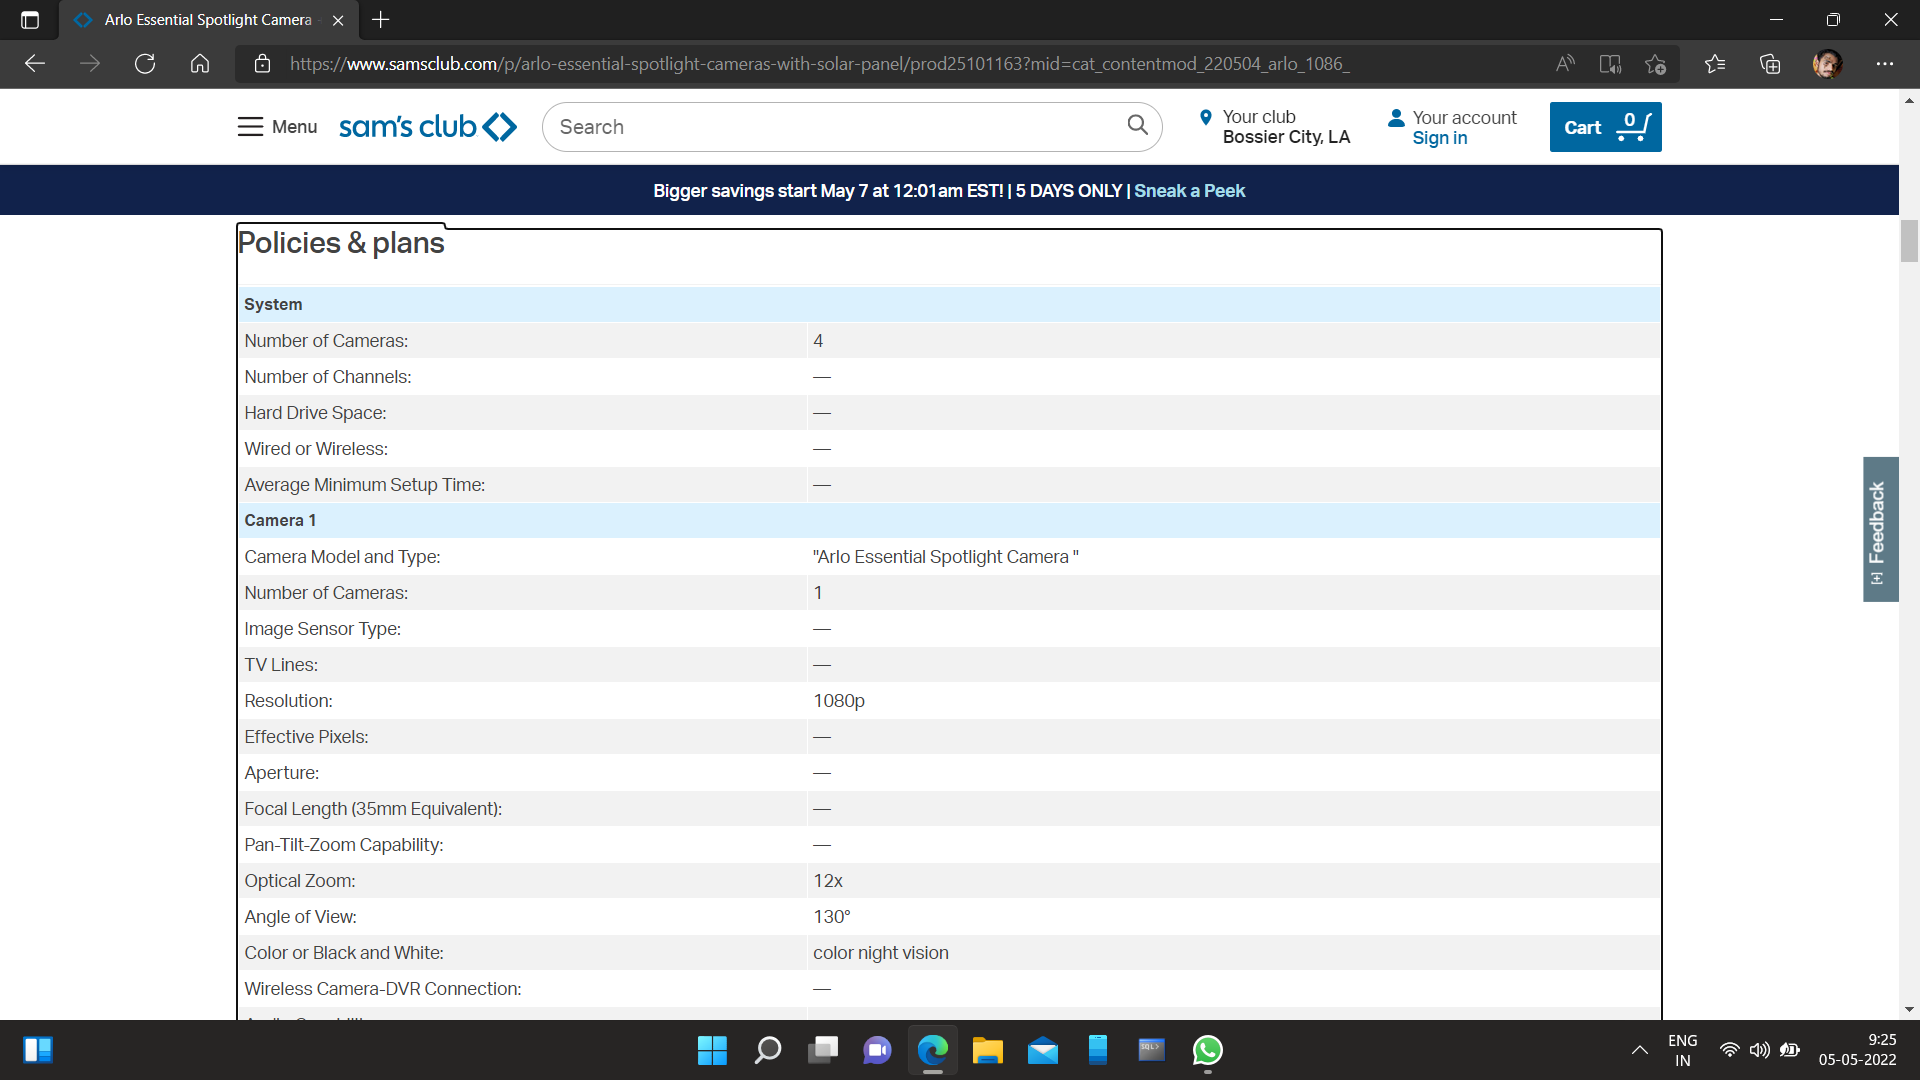 Arlo Essential Spotlight Camera
https://www.samsclub.com/p/arlo-essential-spotlight-cameras-with-solar-panel/prod25101163?mid=cat_contentmod_220504_arlo_1086_
Menu
sam's club
Search
Your club
Bossier City, LA
Your account
Sign in
Cart
0
Bigger savings start May 7 at 12:01am EST! | 5 DAYS ONLY | Sneak a Peek
Policies & plans
System
Number of Cameras: 4
Number of Channels: —
Hard Drive Space: —
Wired or Wireless: —
Average Minimum Setup Time: —
Camera 1
Camera Model and Type: "Arlo Essential Spotlight Camera "
Number of Cameras: 1
Image Sensor Type: —
TV Lines: —
Resolution: 1080p
Effective Pixels: —
Aperture: —
Focal Length (35mm Equivalent): —
Pan-Tilt-Zoom Capability: —
Optical Zoom: 12x
Angle of View: 130°
Color or Black and White: color night vision
Wireless Camera-DVR Connection: —
[+] Feedback
ENG
IN
9:25
05-05-2022